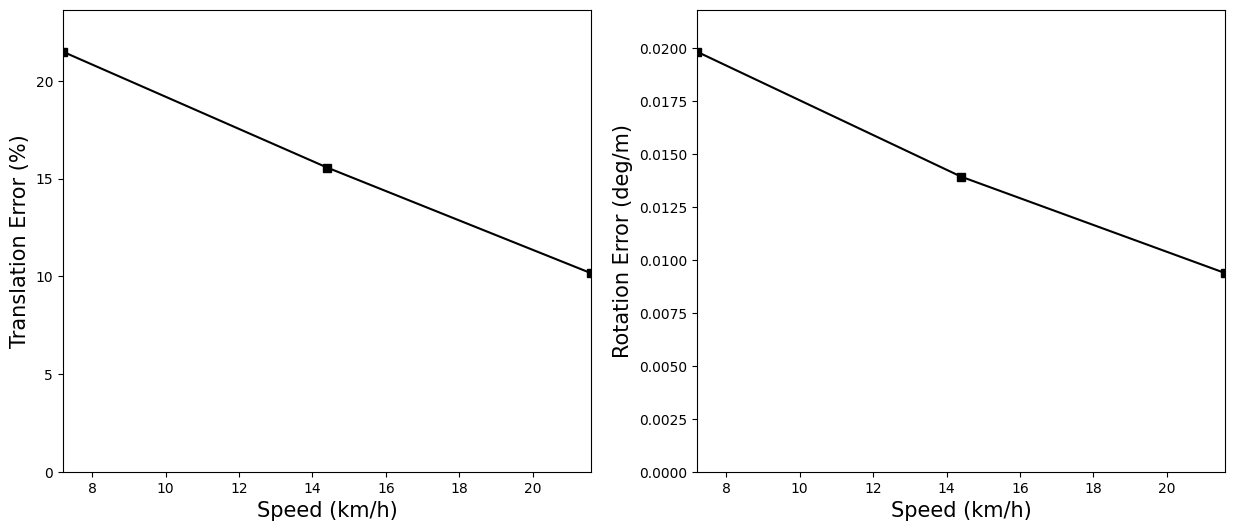 Translation Error (%)
20
15
10
5
0
8 10 12 14 16 18 20
Speed (km/h)
Rotation Error (deg/m)
0.0200
0.0175
0.0150
0.0125
0.0100
0.0075
0.0050
0.0025
0.0000
8 10 12 14 16 18 20
Speed (km/h)